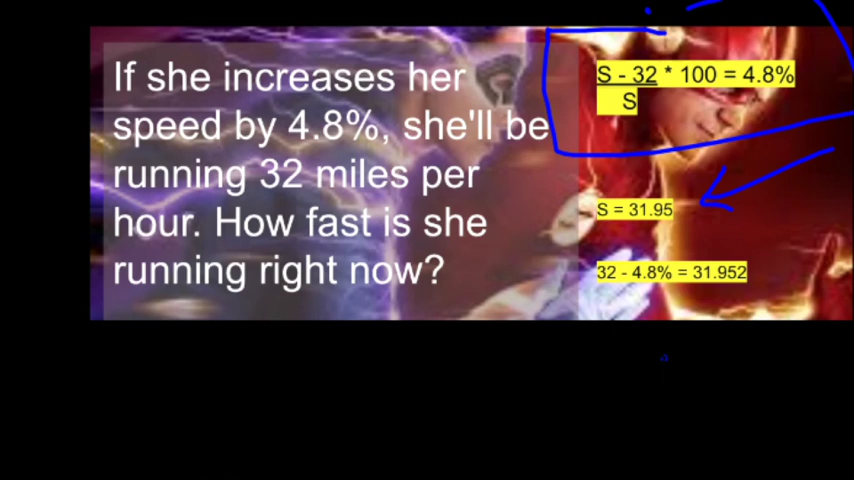 If she increases her
speed by 4.8%, she'll be
running 32 miles per
hour. How fast is she
running right now?
S - 32 * 100 = 4.8%
S
S = 31.95
32 - 4.8% = 31.952